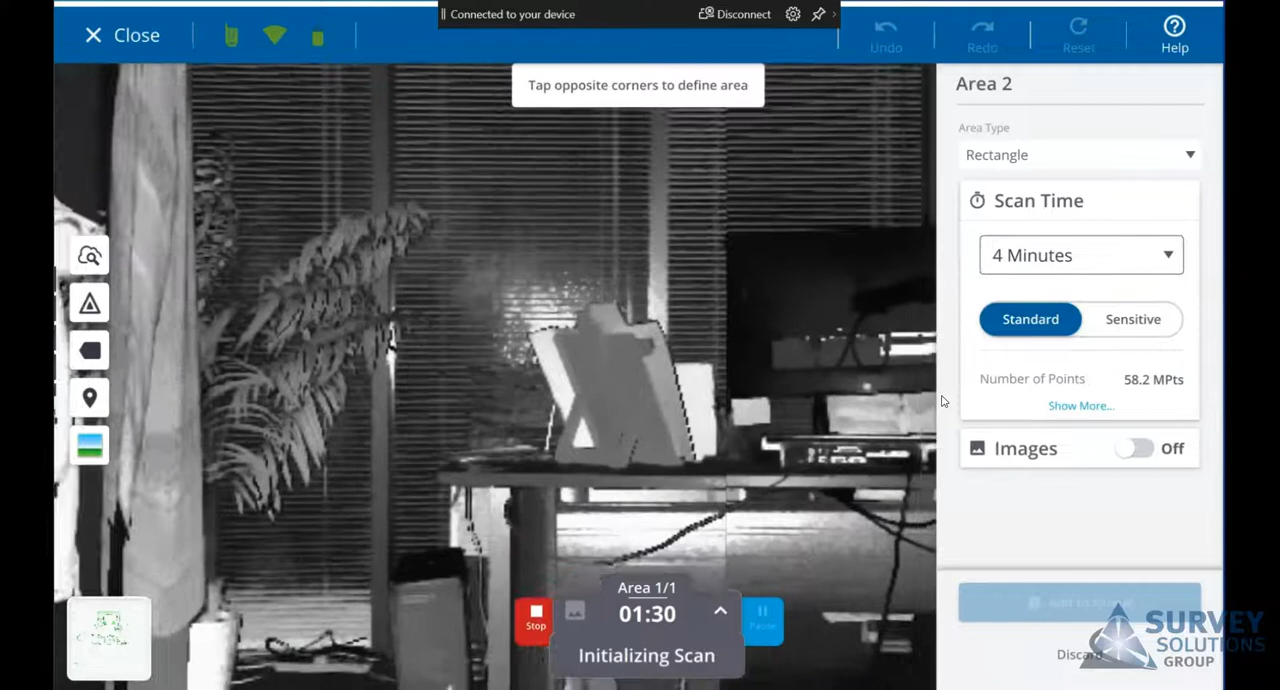 Connected to your device
Disconnect
Close
Undo
Redo
Reset
Help
Tap opposite corners to define area
Area 2
Area Type
Rectangle
Scan Time
4 Minutes
Standard
Sensitive
Number of Points
58.2 MPts
Show More...
Images
Off
Area 1/1
01:30
Stop
Pause
Initializing Scan
Discard
SURVEY
SOLUTIONS
GROUP